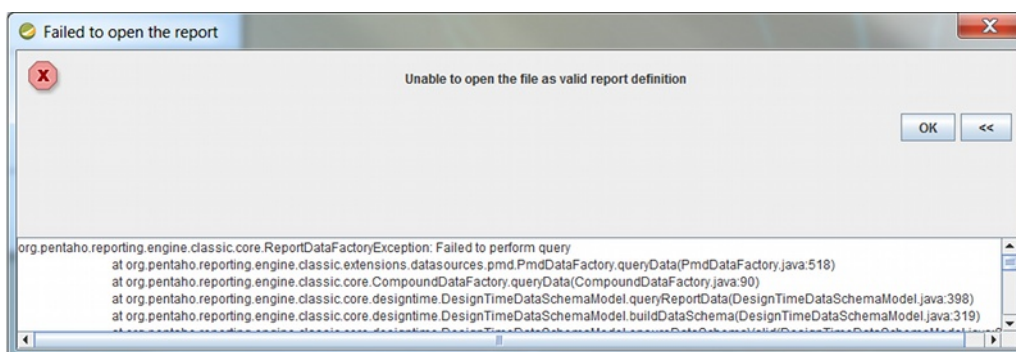 Failed to open the report
X
X
Unable to open the file as valid report definition
OK
<<
org.pentaho.reporting.engine.classic.core.ReportDataFactoryException: Failed to perform query
at org.pentaho.reporting.engine.classic.extensions.datasources.pmd.PmdDataFactory.queryData(PmdDataFactory.java:518)
at org.pentaho.reporting.engine.classic.core.CompoundDataFactory.queryData(CompoundDataFactory.java:90)
at org.pentaho.reporting.engine.classic.core.designtime.DesignTimeDataSchemaModel.queryReportData(DesignTimeDataSchemaModel.java:398)
at org.pentaho.reporting.engine.classic.core.designtime.DesignTimeDataSchemaModel.buildDataSchema(DesignTimeDataSchemaModel.java:319)